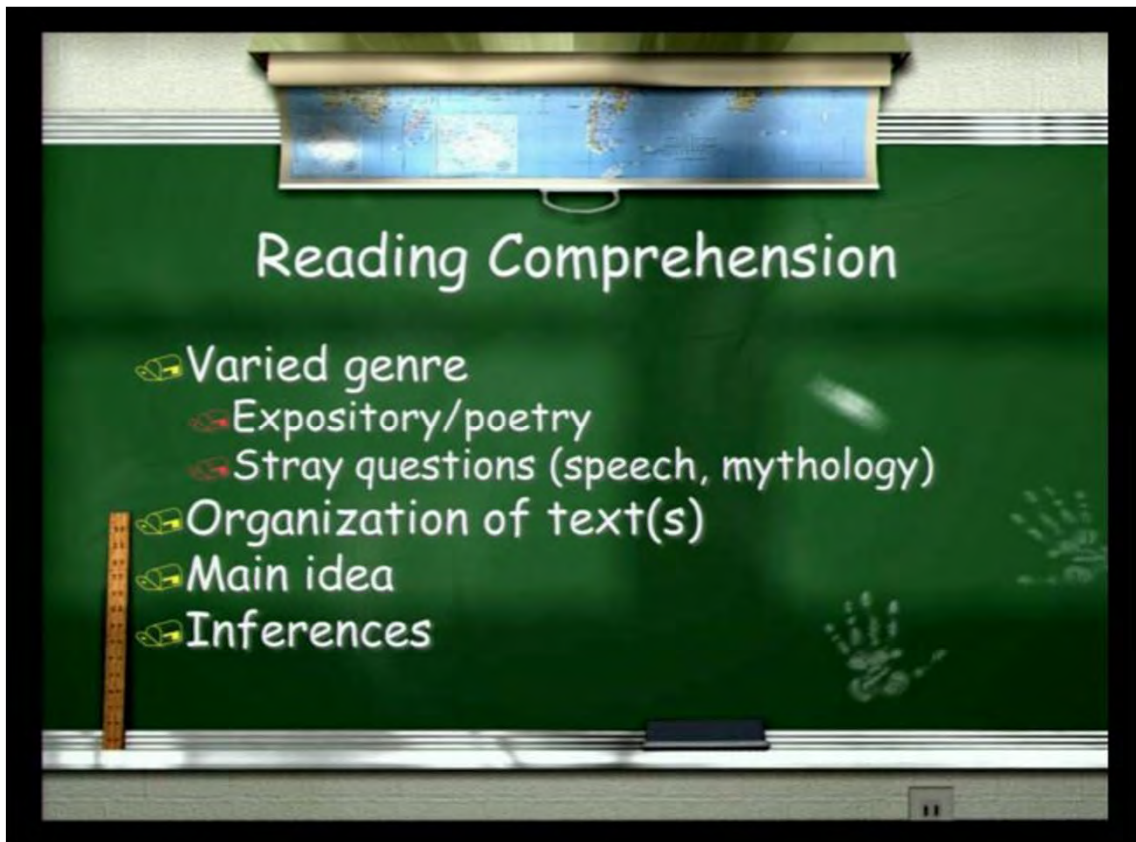 Reading Comprehension
Varied genre
Expository/poetry
Stray questions (speech, mythology)
Organization of text(s)
Main idea
Inferences